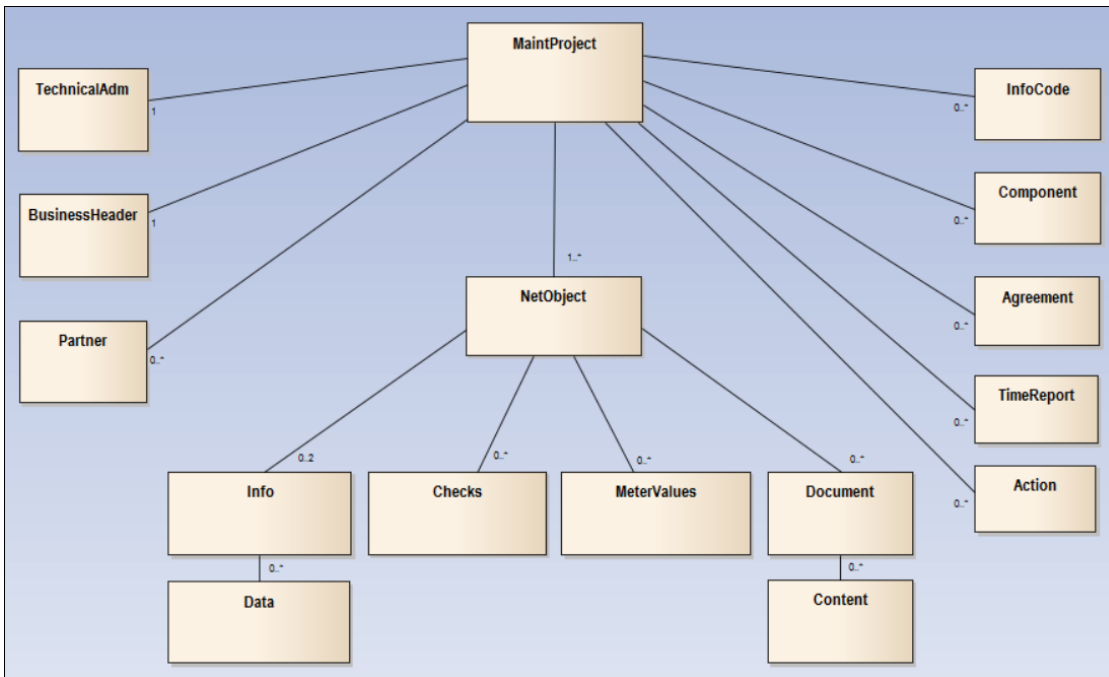 MaintProject
TechnicalAdm
1
InfoCode
0..*
BusinessHeader
1
Component
0..*
1..*
NetObject
Agreement
0..*
Partner
0..*
TimeReport
0..*
0..2
0..*
0..*
0..*
Info
Checks
MeterValues
Document
Action
0..*
0..*
0..*
Data
Content